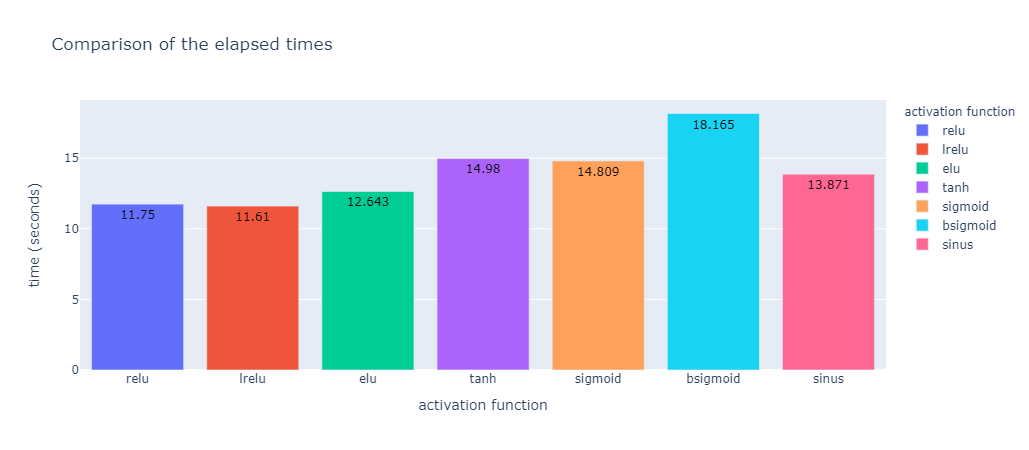 Comparison of the elapsed times
time (seconds)
15
10
5
0
11.75
11.61
12.643
14.98
14.809
18.165
13.871
relu
lrelu
elu
tanh
sigmoid
bsigmoid
sinus
activation function
activation function
relu
lrelu
elu
tanh
sigmoid
bsigmoid
sinus